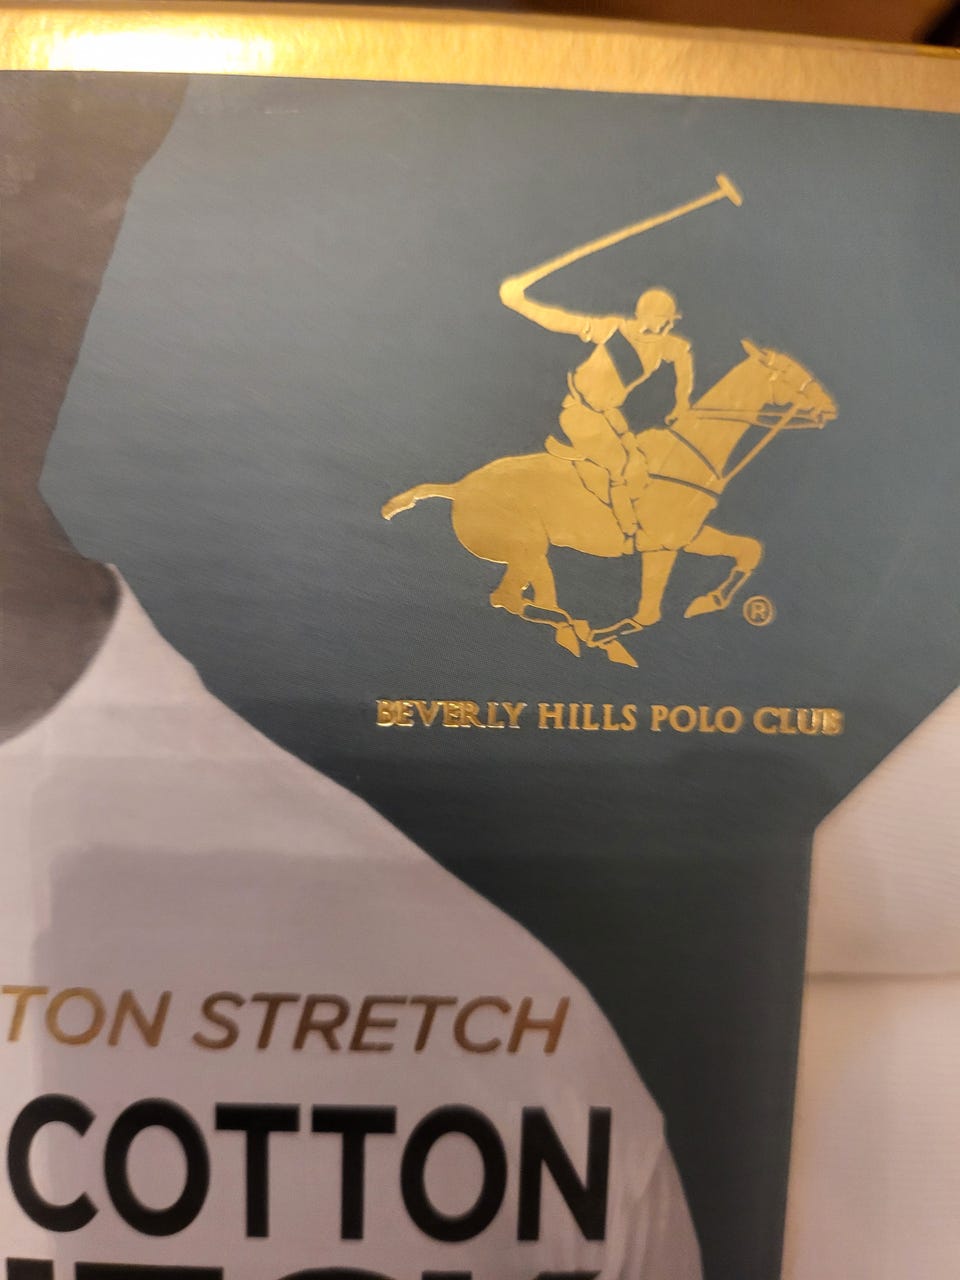 ®
BEVERLY HILLS POLO CLUB
TON STRETCH
COTTON